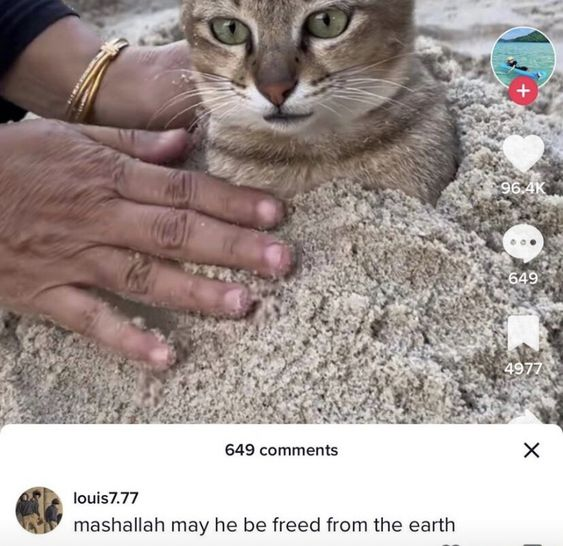 96.4K
649
4977
649 comments
louis7.77
mashallah may he be freed from the earth